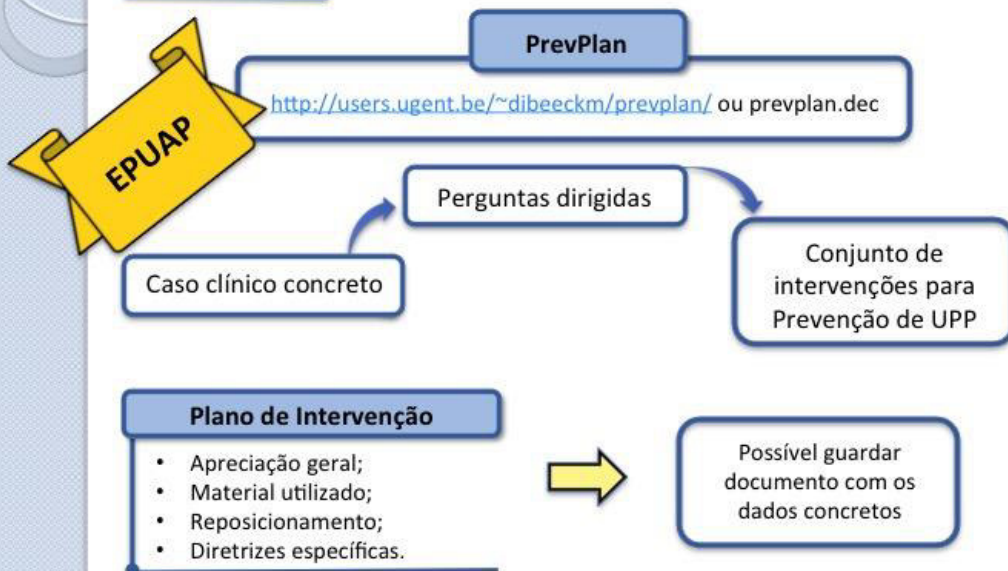 PrevPlan
http://users.ugent.be/~dibeeckm/prevplan/ ou prevplan.dec
EPUAP
Perguntas dirigidas
Caso clínico concreto
Conjunto de
intervenções para
Prevenção de UPP
Plano de Intervenção
• Apreciação geral;
• Material utilizado;
• Reposicionamento;
• Diretrizes específicas.
Possível guardar
documento com os
dados concretos